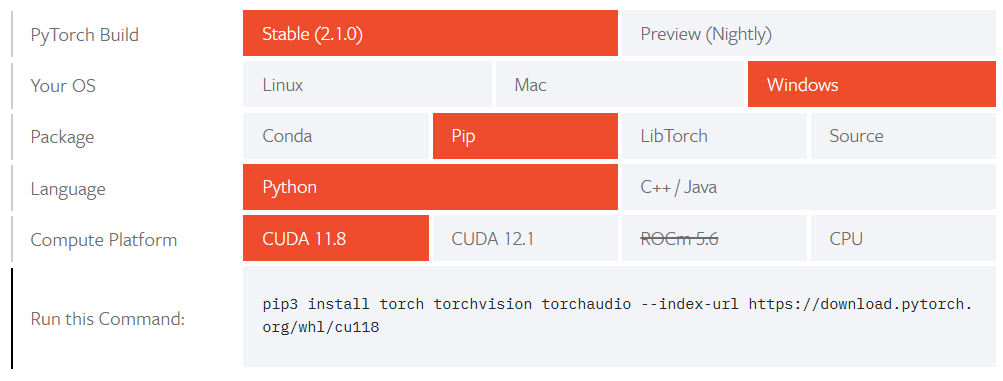 PyTorch Build Stable (2.1.0) Preview (Nightly)
Your OS Linux Mac Windows
Package Conda Pip LibTorch Source
Language Python C++ / Java
Compute Platform CUDA 11.8 CUDA 12.1 ROCm 5.6 CPU
Run this Command: pip3 install torch torchvision torchaudio --index-url https://download.pytorch.
org/whl/cu118